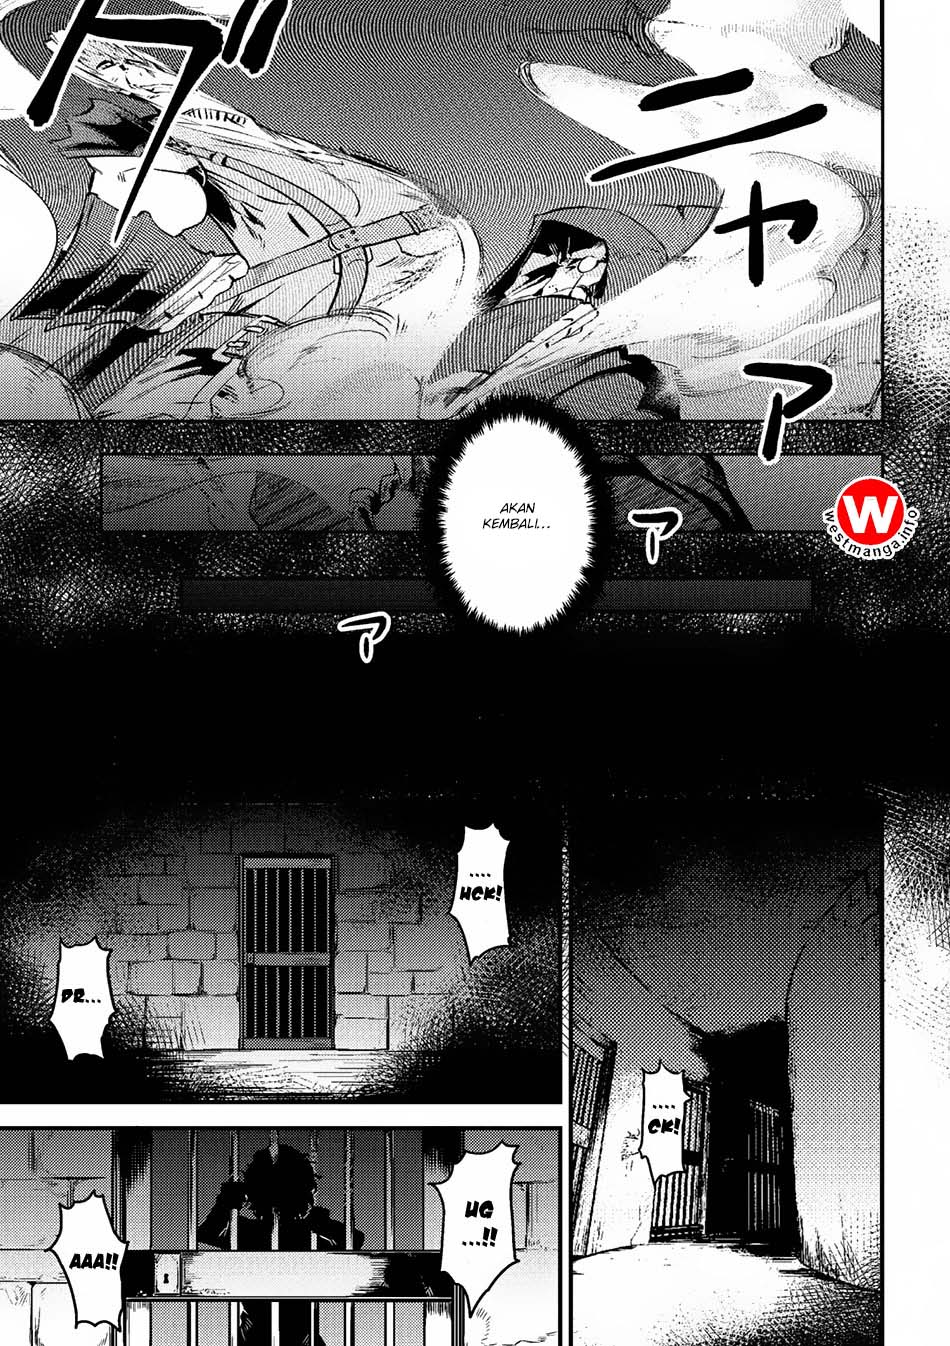 グニャアアア
AKAN
KEMBALI...
W
westmanga.info
....
CK!
....
HCK!
DR...
UG
...!!
AAA!!